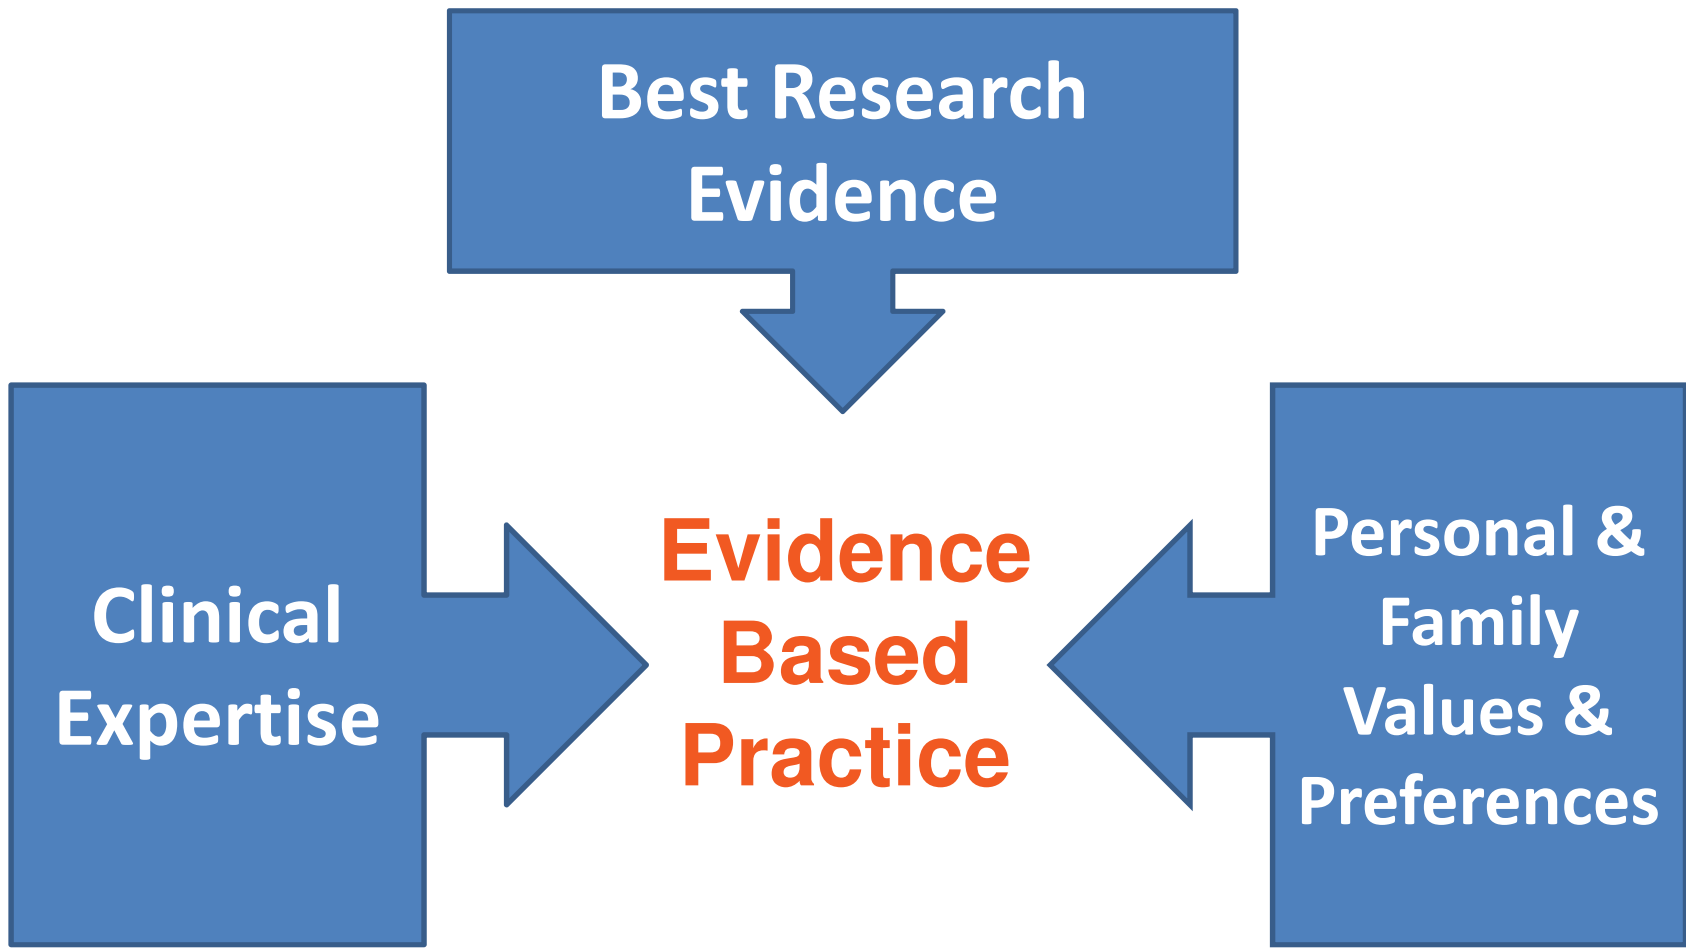 Best Research
Evidence
Clinical
Expertise
Evidence
Based
Practice
Personal &
Family
Values &
Preferences